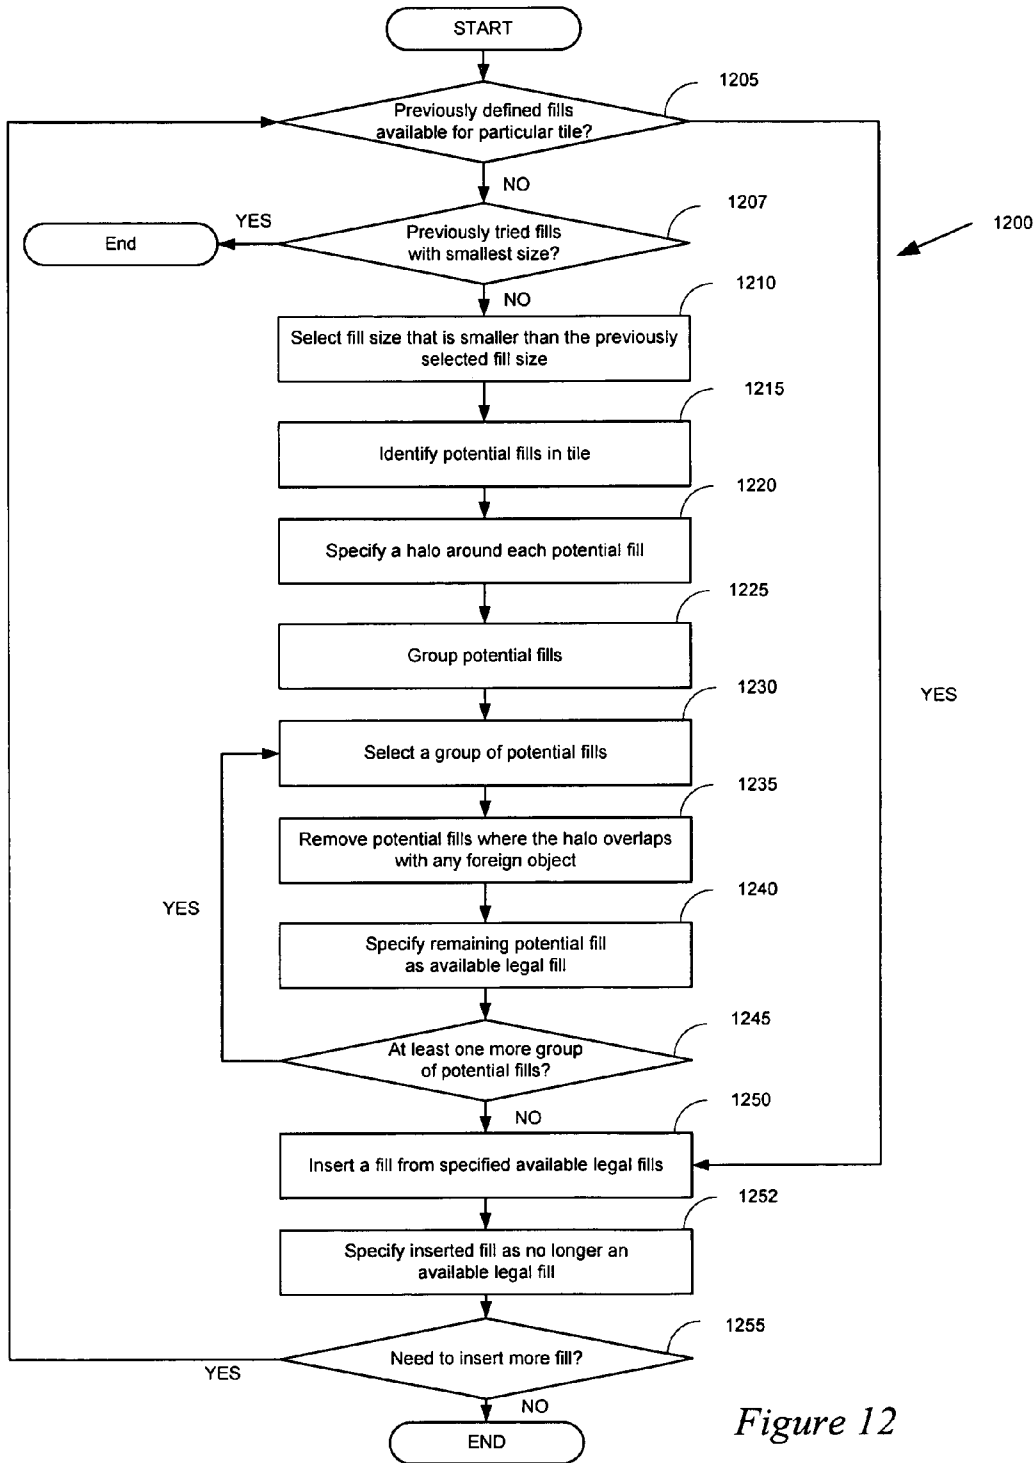 START
1205
Previously defined fills
available for particular tile?
NO
1207
1200
YES
End
Previously tried fills
with smallest size?
NO
1210
Select fill size that is smaller than the previously
selected fill size
1215
Identify potential fills in tile
1220
Specify a halo around each potential fill
1225
Group potential fills
1230
YES
Select a group of potential fills
1235
Remove potential fills where the halo overlaps
with any foreign object
1240
YES
Specify remaining potential fill
as available legal fill
1245
At least one more group
of potential fills?
1250
NO
Insert a fill from specified available legal fills
1252
Specify inserted fill as no longer an
available legal fill
1255
Need to insert more fill?
YES
NO
END
Figure 12